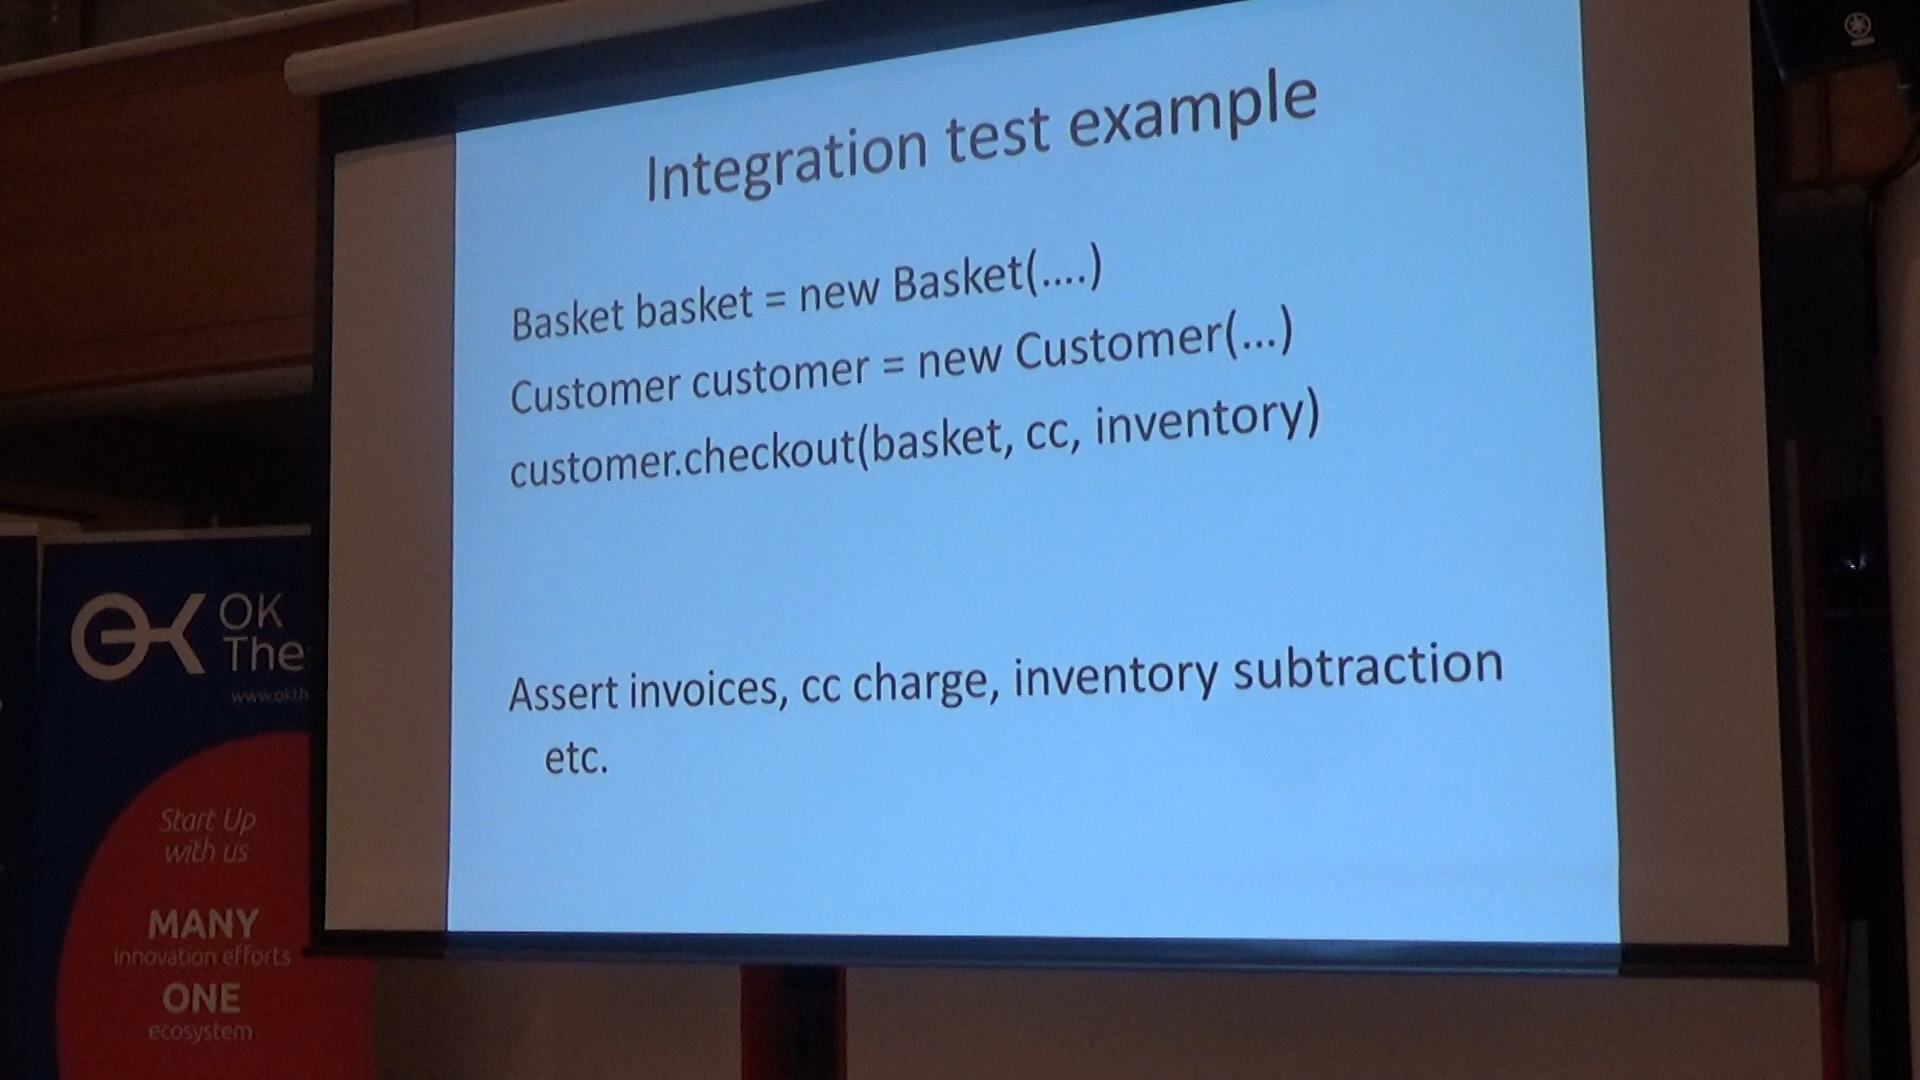 Integration test example
Basket basket = new Basket(....)
Customer customer = new Customer(...)
customer.checkout(basket, cc, inventory)
Assert invoices, cc charge, inventory subtraction
etc.
OK
The
www.okth
Start Up
with us
MANY
innovation efforts
ONE
ecosystem